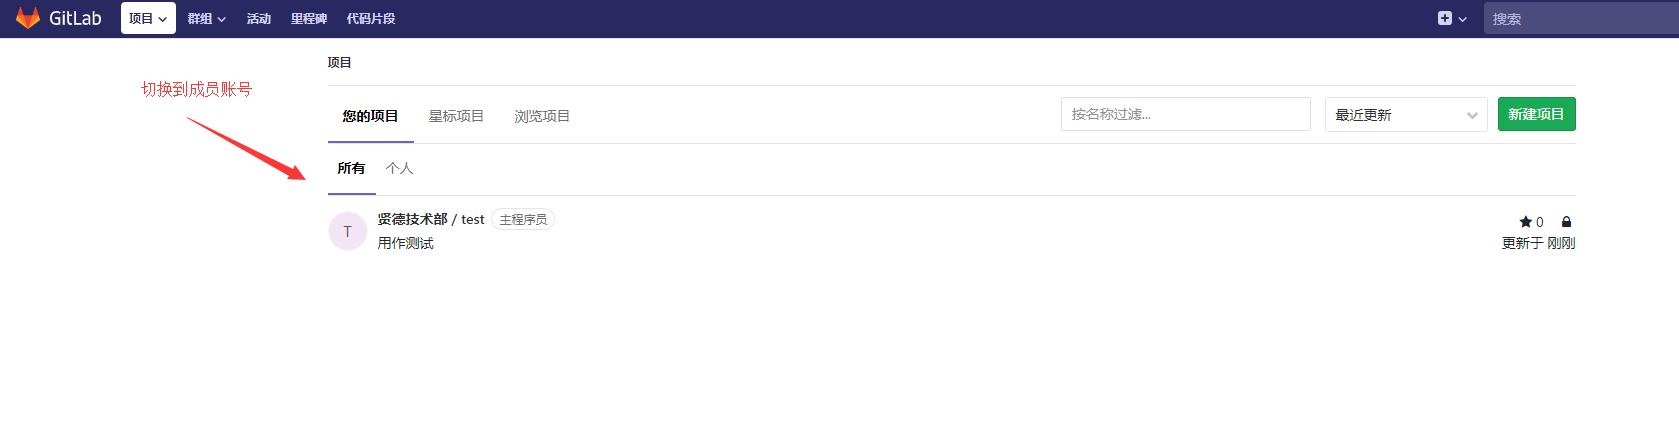 GitLab 项目 群组 活动 里程碑 代码片段 搜索
项目
切换到成员账号
您的项目 星标项目 浏览项目 按名称过滤... 最近更新 新建项目
所有 个人
T 贤德技术部 / test 主程序员 0
用作测试 更新于 刚刚